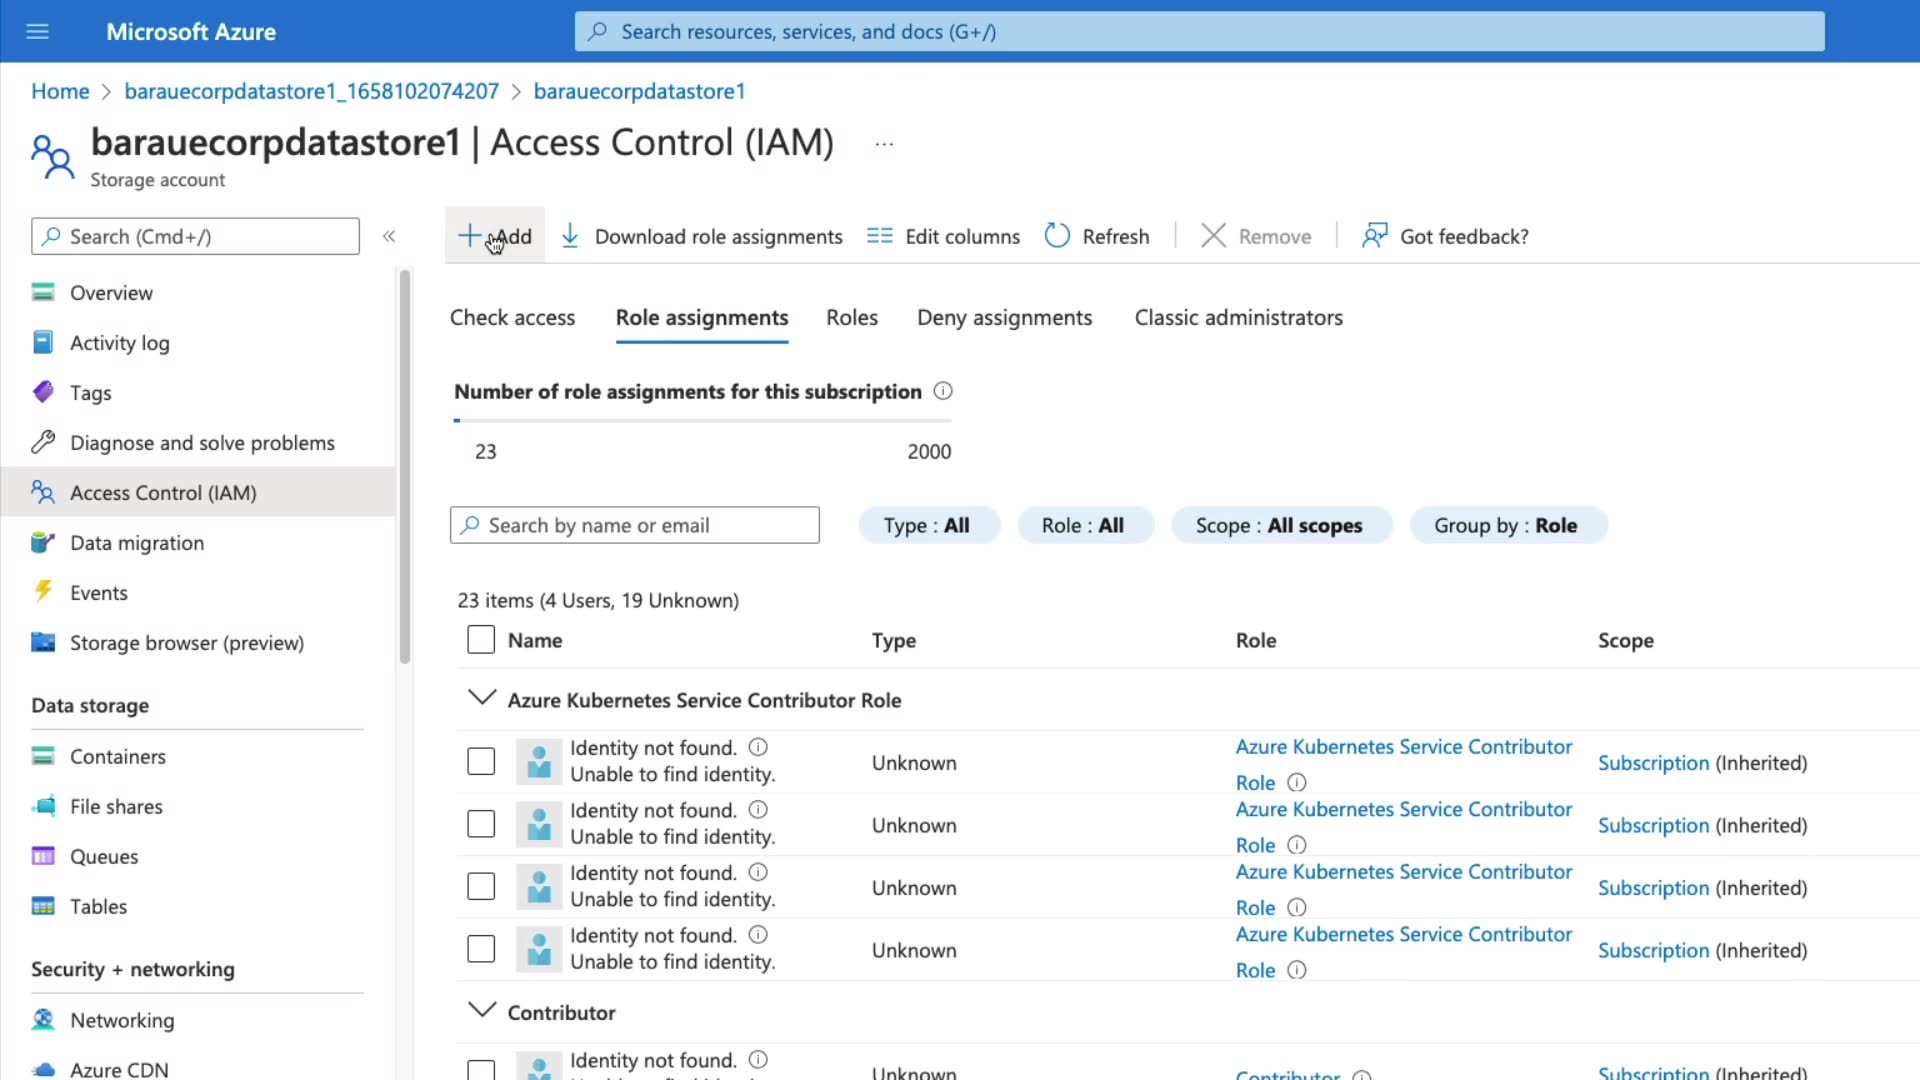 Microsoft Azure
Search resources, services, and docs (G+/)
Home > barauecorpdatastore1_1658102074207 > barauecorpdatastore1
barauecorpdatastore1 | Access Control (IAM) ...
Storage account
Search (Cmd+/) «
Add Download role assignments Edit columns Refresh Remove Got feedback?
Overview
Activity log
Tags
Diagnose and solve problems
Access Control (IAM)
Data migration
Events
Storage browser (preview)
Data storage
Containers
File shares
Queues
Tables
Security + networking
Networking
Azure CDN
Check access Role assignments Roles Deny assignments Classic administrators
Number of role assignments for this subscription
23 2000
Search by name or email Type : All Role : All Scope : All scopes Group by : Role
23 items (4 Users, 19 Unknown)
Name Type Role Scope
Azure Kubernetes Service Contributor Role
Identity not found.
Unable to find identity.
Unknown
Azure Kubernetes Service Contributor
Role
Subscription (Inherited)
Identity not found.
Unable to find identity.
Unknown
Azure Kubernetes Service Contributor
Role
Subscription (Inherited)
Identity not found.
Unable to find identity.
Unknown
Azure Kubernetes Service Contributor
Role
Subscription (Inherited)
Identity not found.
Unable to find identity.
Unknown
Azure Kubernetes Service Contributor
Role
Subscription (Inherited)
Contributor
Identity not found.
Unknown
Contributor
Subscription (Inherited)